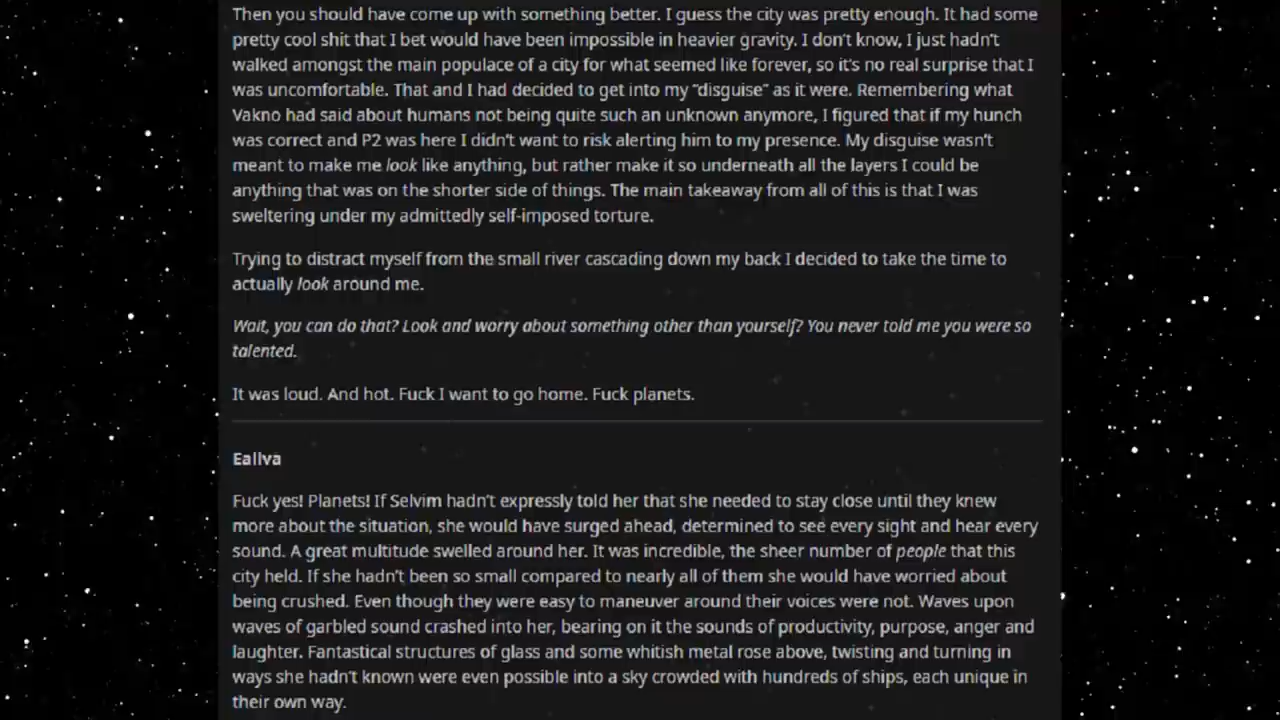 Then you should have come up with something better. I guess the city was pretty enough. It had some
pretty cool shit that I bet would have been impossible in heavier gravity. I don't know, I just hadn't
walked amongst the main populace of a city for what seemed like forever, so it's no real surprise that I
was uncomfortable. That and I had decided to get into my "disguise" as it were. Remembering what
Vakno had said about humans not being quite such an unknown anymore, I figured that if my hunch
was correct and P2 was here I didn't want to risk alerting him to my presence. My disguise wasn't
meant to make me look like anything, but rather make it so underneath all the layers I could be
anything that was on the shorter side of things. The main takeaway from all of this is that I was
sweltering under my admittedly self-imposed torture.
Trying to distract myself from the small river cascading down my back I decided to take the time to
actually look around me.
Wait, you can do that? Look and worry about something other than yourself? You never told me you were so
talented.
It was loud. And hot. Fuck I want to go home. Fuck planets.
Eallva
Fuck yes! Planets! If Selvim hadn't expressly told her that she needed to stay close until they knew
more about the situation, she would have surged ahead, determined to see every sight and hear every
sound. A great multitude swelled around her. It was incredible, the sheer number of people that this
city held. If she hadn't been so small compared to nearly all of them she would have worried about
being crushed. Even though they were easy to maneuver around their voices were not. Waves upon
waves of garbled sound crashed into her, bearing on it the sounds of productivity, purpose, anger and
laughter. Fantastical structures of glass and some whitish metal rose above, twisting and turning in
ways she hadn't known were even possible into a sky crowded with hundreds of ships, each unique in
their own way.